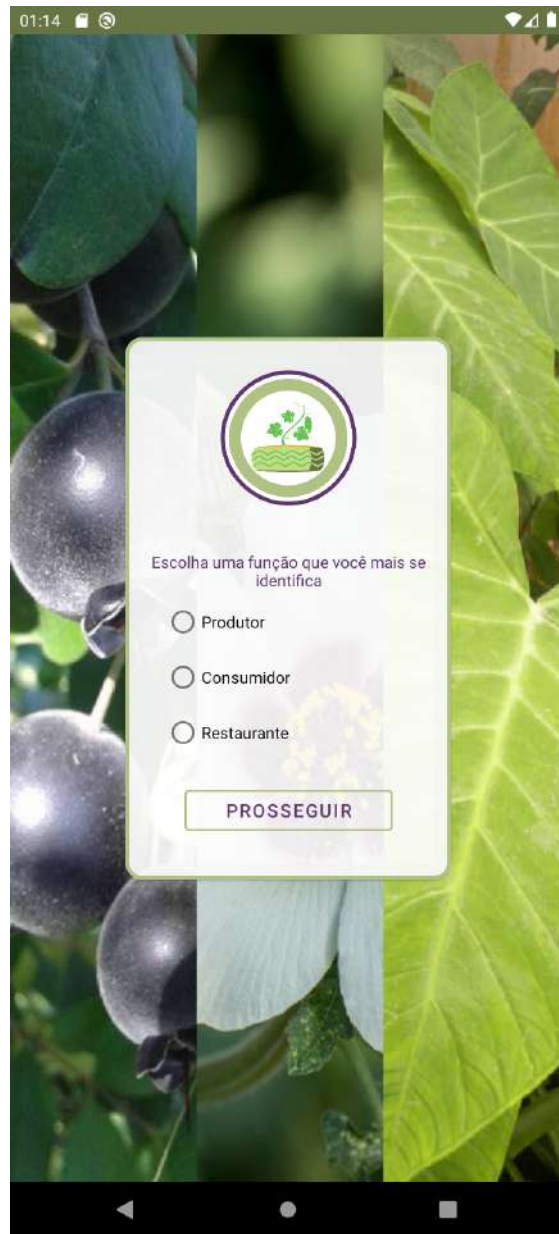 01:14
Escolha uma função que você mais se
identifica
Produtor
Consumidor
Restaurante
PROSSEGUIR